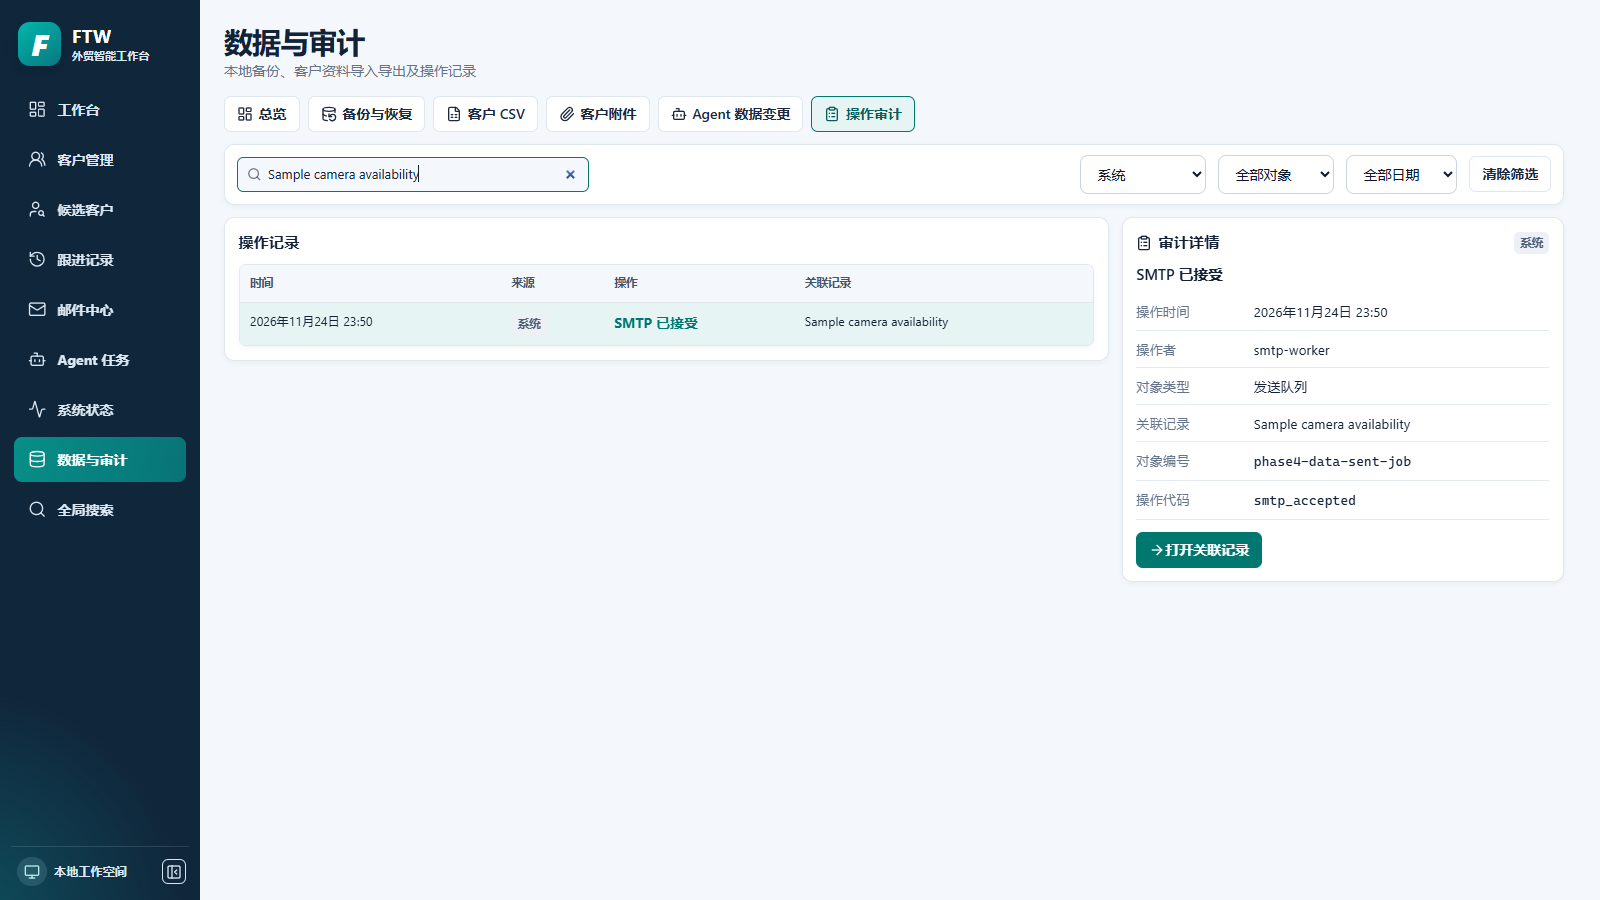 FTW
外贸智能工作台
工作台
客户管理
候选客户
跟进记录
邮件中心
Agent 任务
系统状态
数据与审计
全局搜索
本地工作空间
数据与审计
本地备份、客户资料导入导出及操作记录
总览
备份与恢复
客户 CSV
客户附件
Agent 数据变更
操作审计
Sample camera availability
系统
全部对象
全部日期
清除筛选
操作记录
时间 来源 操作 关联记录
2026年11月24日 23:50 系统 SMTP 已接受 Sample camera availability
审计详情 系统
SMTP 已接受
操作时间 2026年11月24日 23:50
操作者 smtp-worker
对象类型 发送队列
关联记录 Sample camera availability
对象编号 phase4-data-sent-job
操作代码 smtp_accepted
打开关联记录